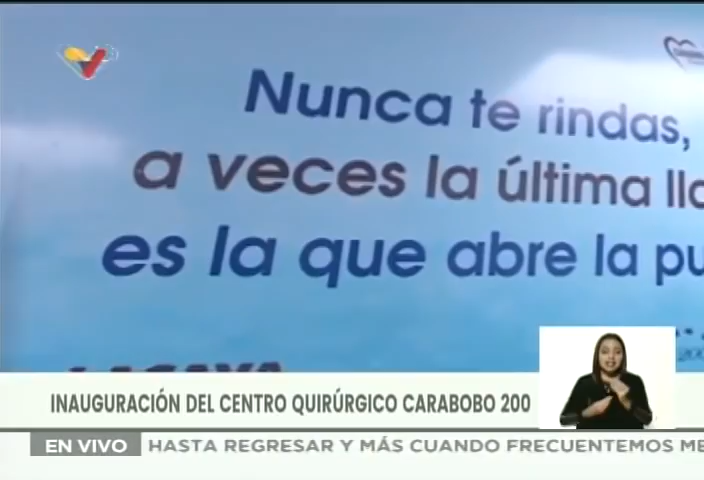 Nunca te rindas,
a veces la última
es la que abre la
INAUGURACIÓN DEL CENTRO QUIRÚRGICO CARABOBO 200
EN VIVO
HASTA REGRESAR Y MÁS CUANDO FRECUENTEMOS